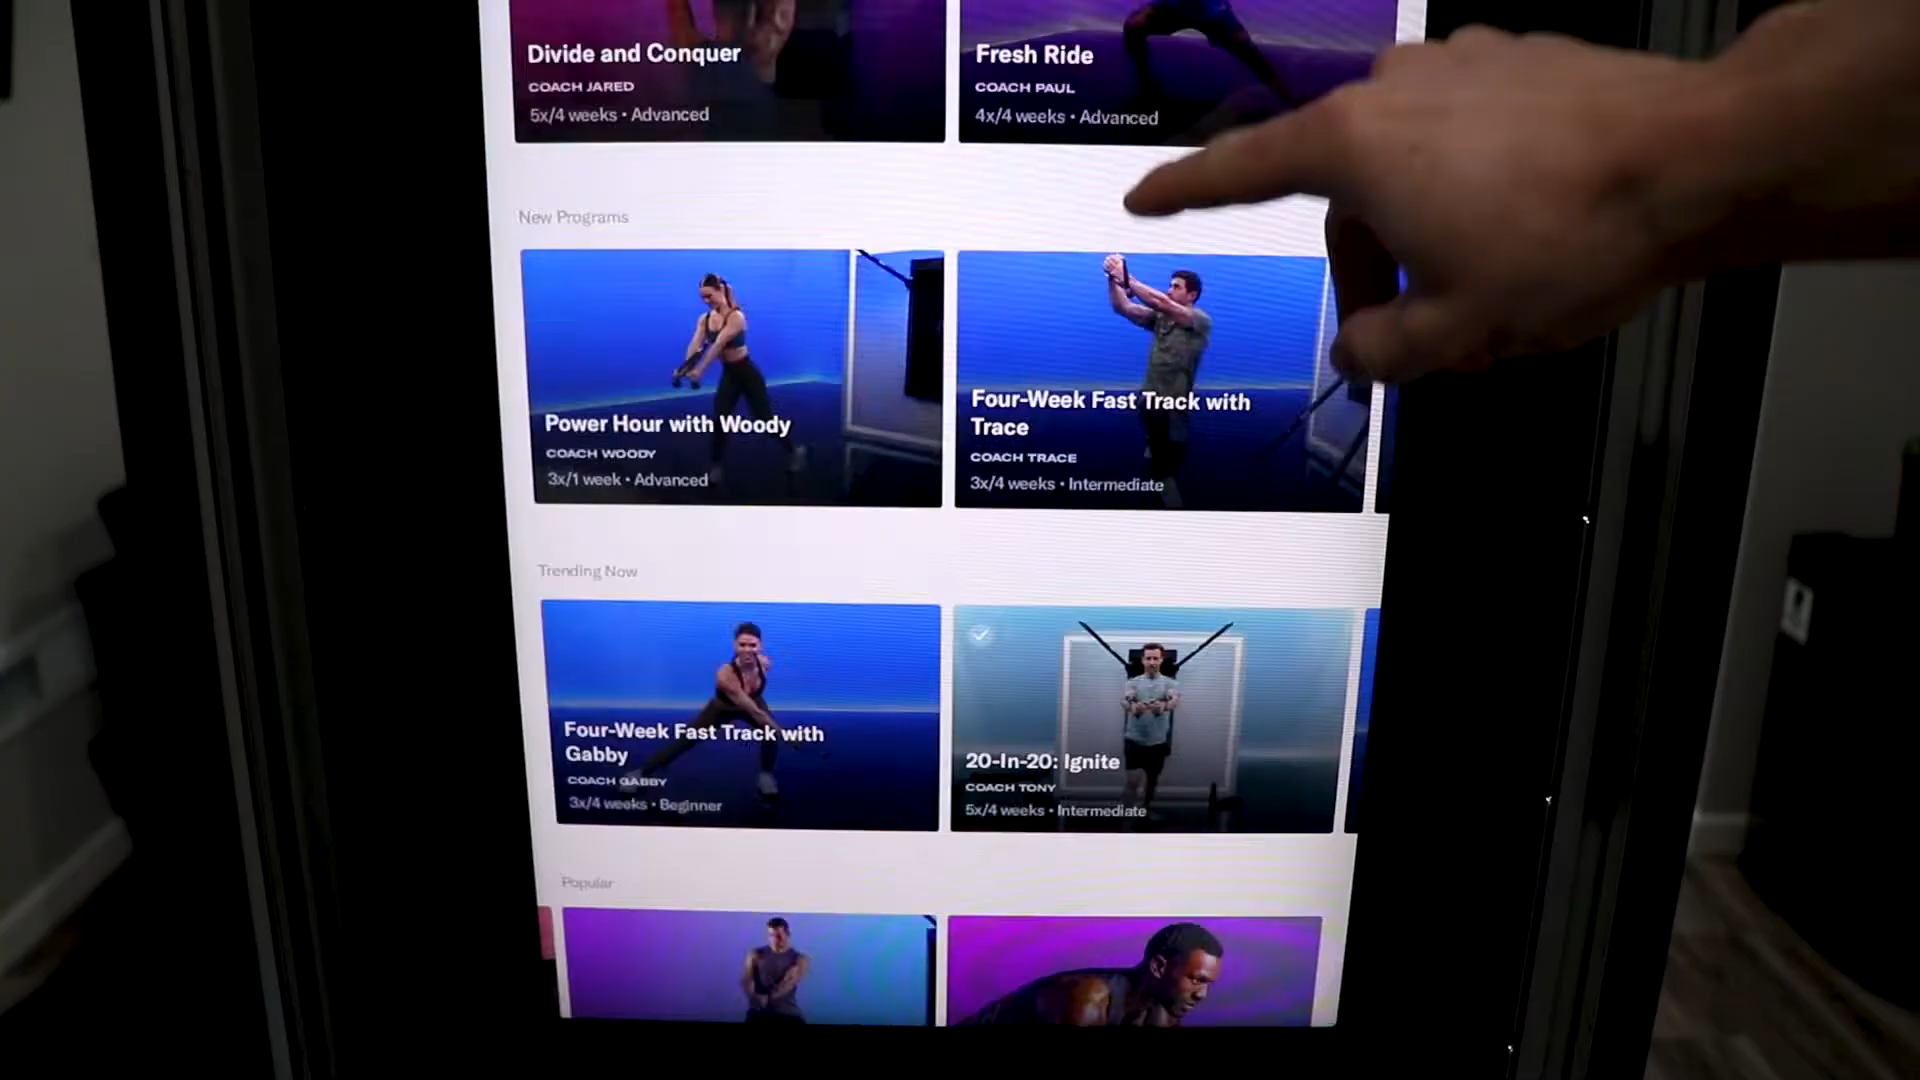 Divide and Conquer
COACH JARED
5x/4 weeks • Advanced
Fresh Ride
COACH PAUL
4x/4 weeks • Advanced
New Programs
Power Hour with Woody
COACH WOODY
3x/1 week • Advanced
Four-Week Fast Track with
Trace
COACH TRACE
3x/4 weeks • Intermediate
Trending Now
Four-Week Fast Track with
Gabby
COACH GABBY
3x/4 weeks • Beginner
20-In-20: Ignite
COACH TONY
5x/4 weeks • Intermediate
Popular